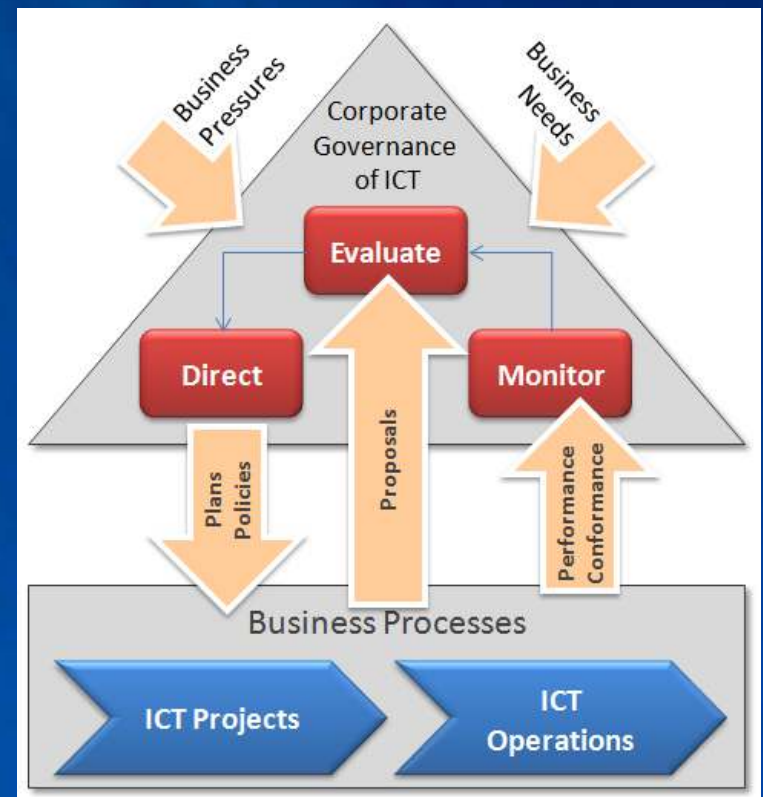 Business
Pressures
Business
Needs
Corporate
Governance
of ICT
Evaluate
Direct
Monitor
Plans
Policies
Proposals
Performance
Conformance
Business Processes
ICT Projects
ICT
Operations